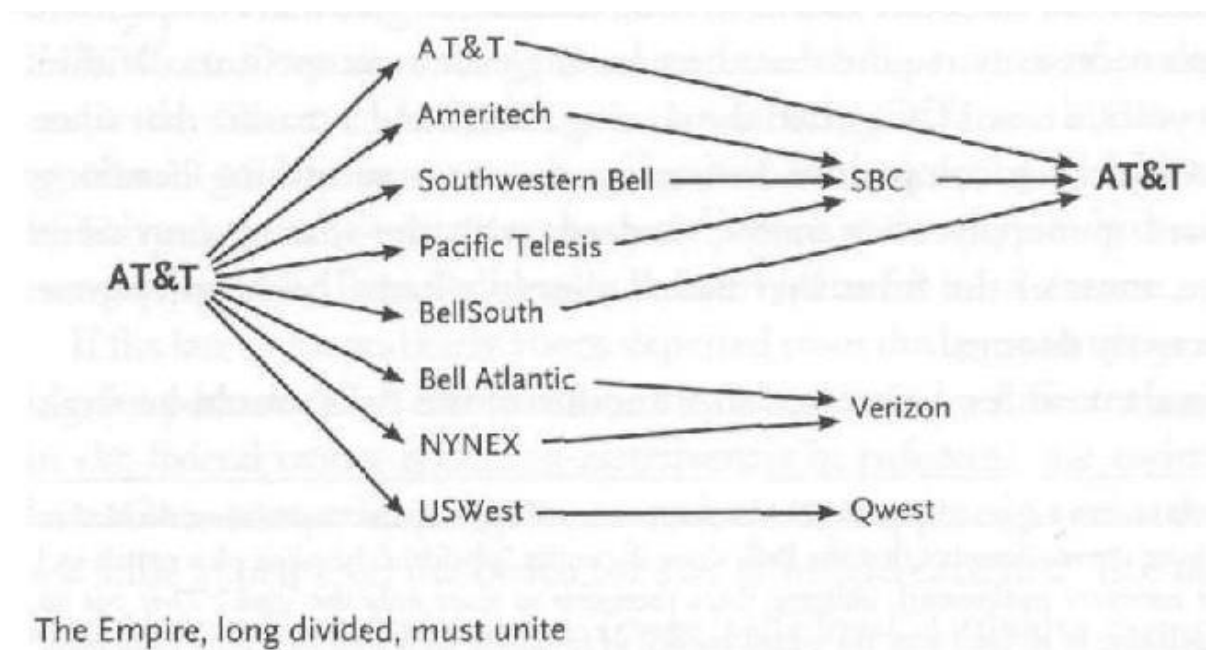 AT&T
Ameritech
Southwestern Bell
SBC
AT&T
Pacific Telesis
AT&T
BellSouth
Bell Atlantic
Verizon
NYNEX
USWest
Qwest
The Empire, long divided, must unite